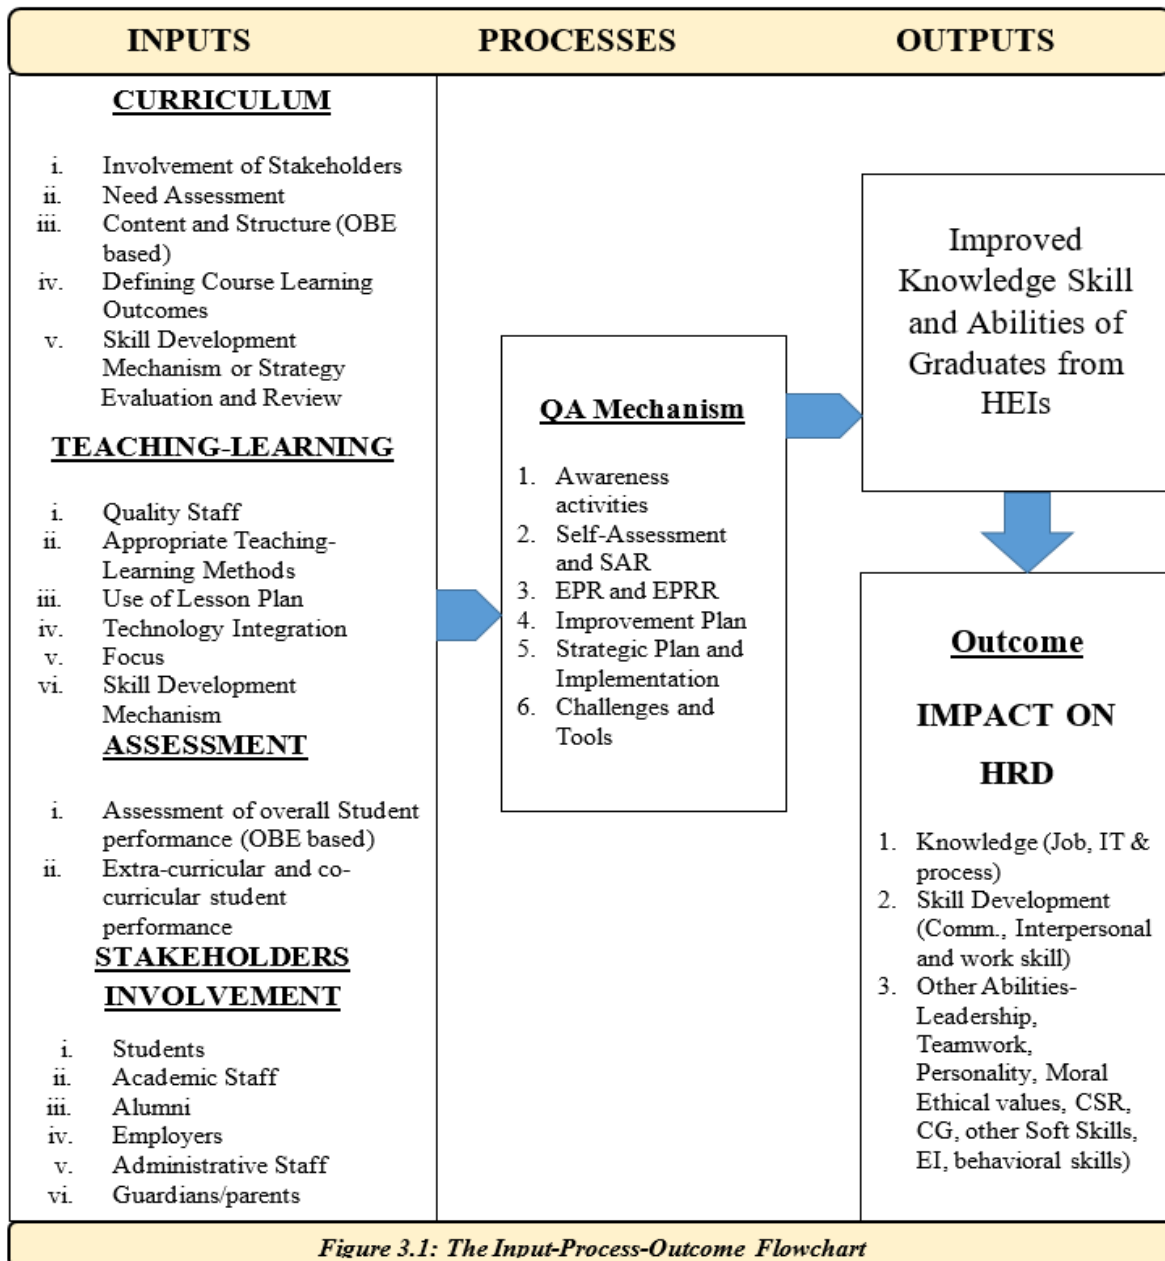 INPUTS
PROCESSES
OUTPUTS
CURRICULUM
i. Involvement of Stakeholders
ii. Need Assessment
iii. Content and Structure (OBE
based)
iv. Defining Course Learning
Outcomes
v. Skill Development
Mechanism or Strategy
Evaluation and Review
TEACHING-LEARNING
i. Quality Staff
ii. Appropriate Teaching-
Learning Methods
iii. Use of Lesson Plan
iv. Technology Integration
v. Focus
vi. Skill Development
Mechanism
ASSESSMENT
i. Assessment of overall Student
performance (OBE based)
ii. Extra-curricular and co-
curricular student
performance
STAKEHOLDERS
INVOLVEMENT
i. Students
ii. Academic Staff
iii. Alumni
iv. Employers
v. Administrative Staff
vi. Guardians/parents
QA Mechanism
1. Awareness
activities
2. Self-Assessment
and SAR
3. EPR and EPRR
4. Improvement Plan
5. Strategic Plan and
Implementation
6. Challenges and
Tools
Improved
Knowledge Skill
and Abilities of
Graduates from
HEIs
Outcome
IMPACT ON
HRD
1. Knowledge (Job, IT &
process)
2. Skill Development
(Comm., Interpersonal
and work skill)
3. Other Abilities-
Leadership,
Teamwork,
Personality, Moral
Ethical values, CSR,
CG, other Soft Skills,
EI, behavioral skills)
Figure 3.1: The Input-Process-Outcome Flowchart